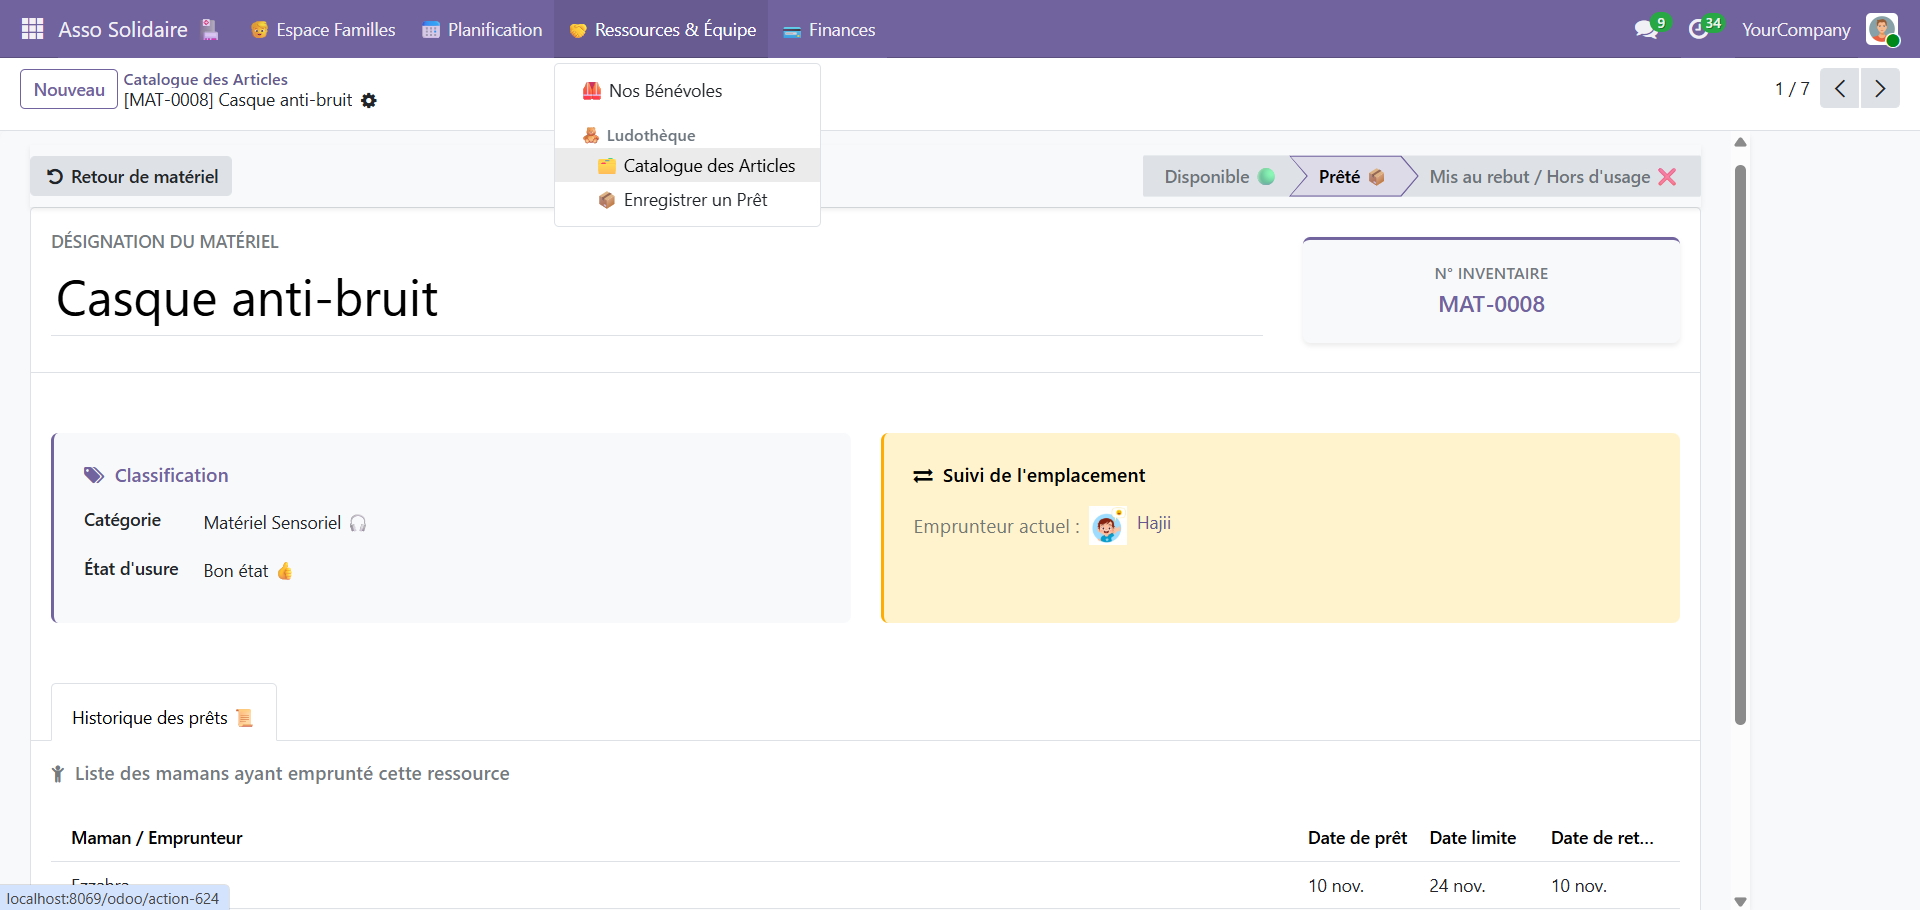 Asso Solidaire
Espace Familles
Planification
Ressources & Équipe
Finances
9
34
YourCompany
Nouveau
Catalogue des Articles
[MAT-0008] Casque anti-bruit
1 / 7
Nos Bénévoles
Ludothèque
Catalogue des Articles
Enregistrer un Prêt
Retour de matériel
Disponible
Prêté
Mis au rebut / Hors d'usage
DÉSIGNATION DU MATÉRIEL
Casque anti-bruit
N° INVENTAIRE
MAT-0008
Classification
Catégorie
Matériel Sensoriel
État d'usure
Bon état
Suivi de l'emplacement
Emprunteur actuel :
Hajii
Historique des prêts
Liste des mamans ayant emprunté cette ressource
Maman / Emprunteur
Date de prêt
Date limite
Date de ret...
10 nov.
24 nov.
10 nov.
localhost:8069/odoo/action-624